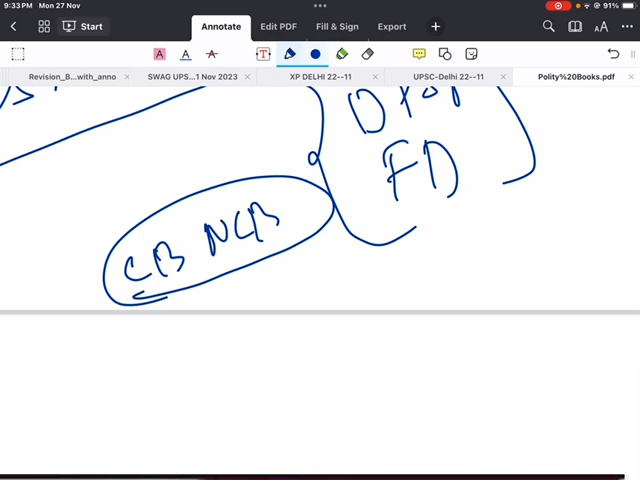 9:33 PM Mon 27 Nov
91%
Start
Annotate Edit PDF Fill & Sign Export
Revision_B...with_anno SWAG UPS...1 Nov 2023 XP DELHI 22--11 UPSC-Delhi 22--11 Polity%20Books.pdf
FD
CB NCB